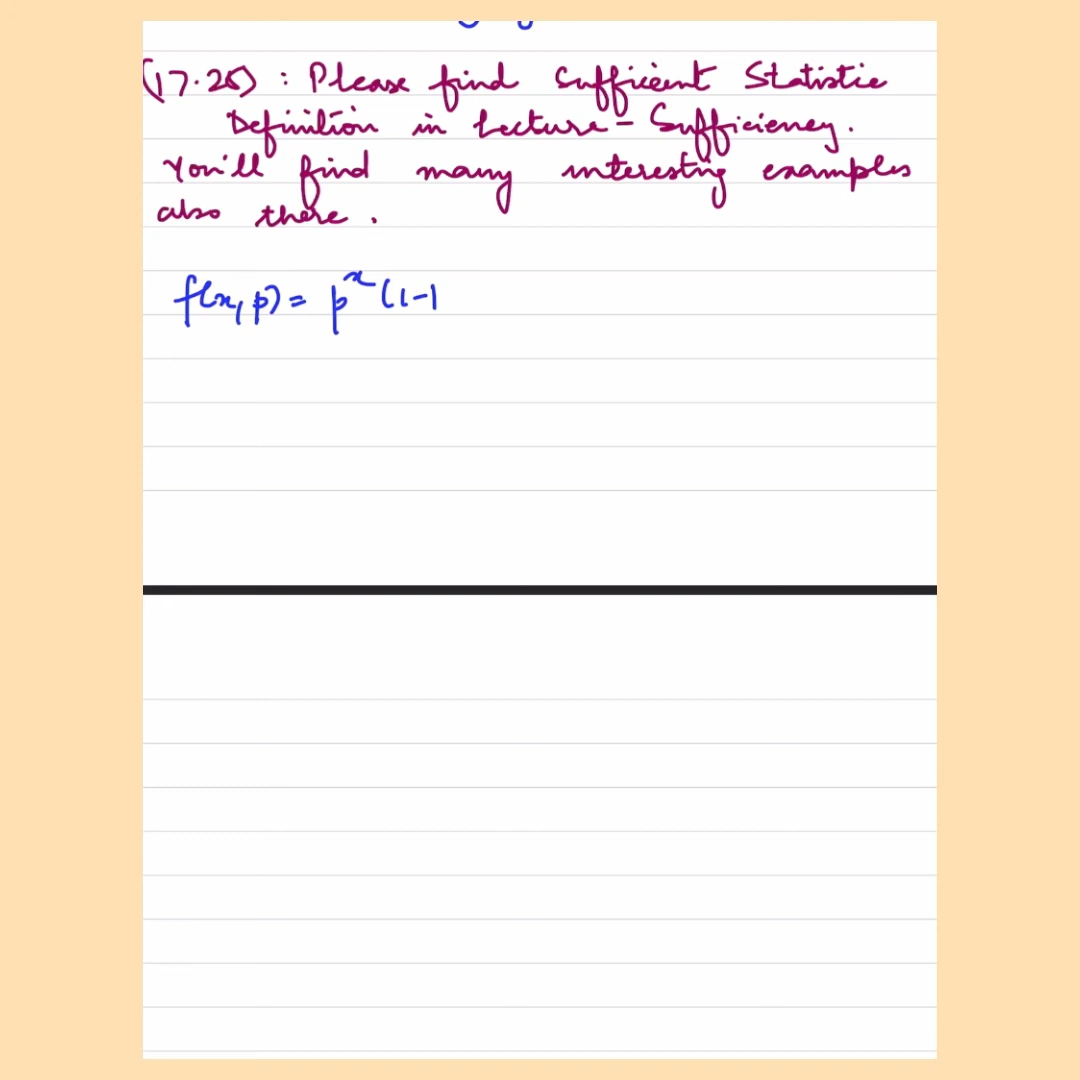 (17.26) : Please find Sufficient Statistic
Definition in Lecture - Sufficiency.
You'll find many interesting examples
also there.
f(x, p) = p^x (1-1